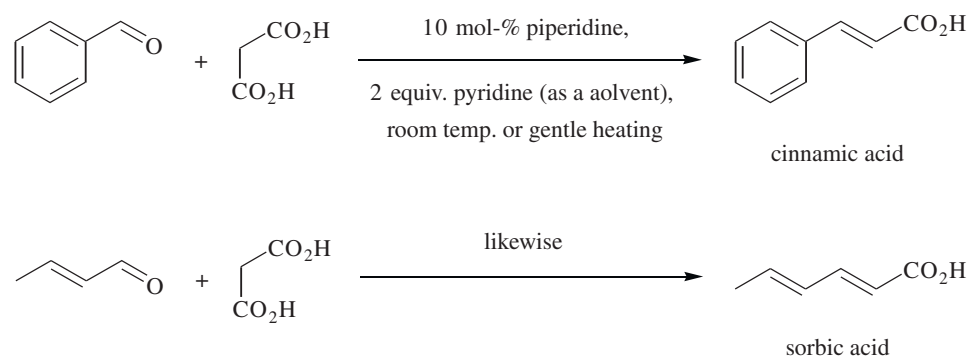 O
+
CO₂H
CO₂H
10 mol-% piperidine,
2 equiv. pyridine (as a aolvent),
room temp. or gentle heating
CO₂H
cinnamic acid
O
+
CO₂H
CO₂H
likewise
CO₂H
sorbic acid